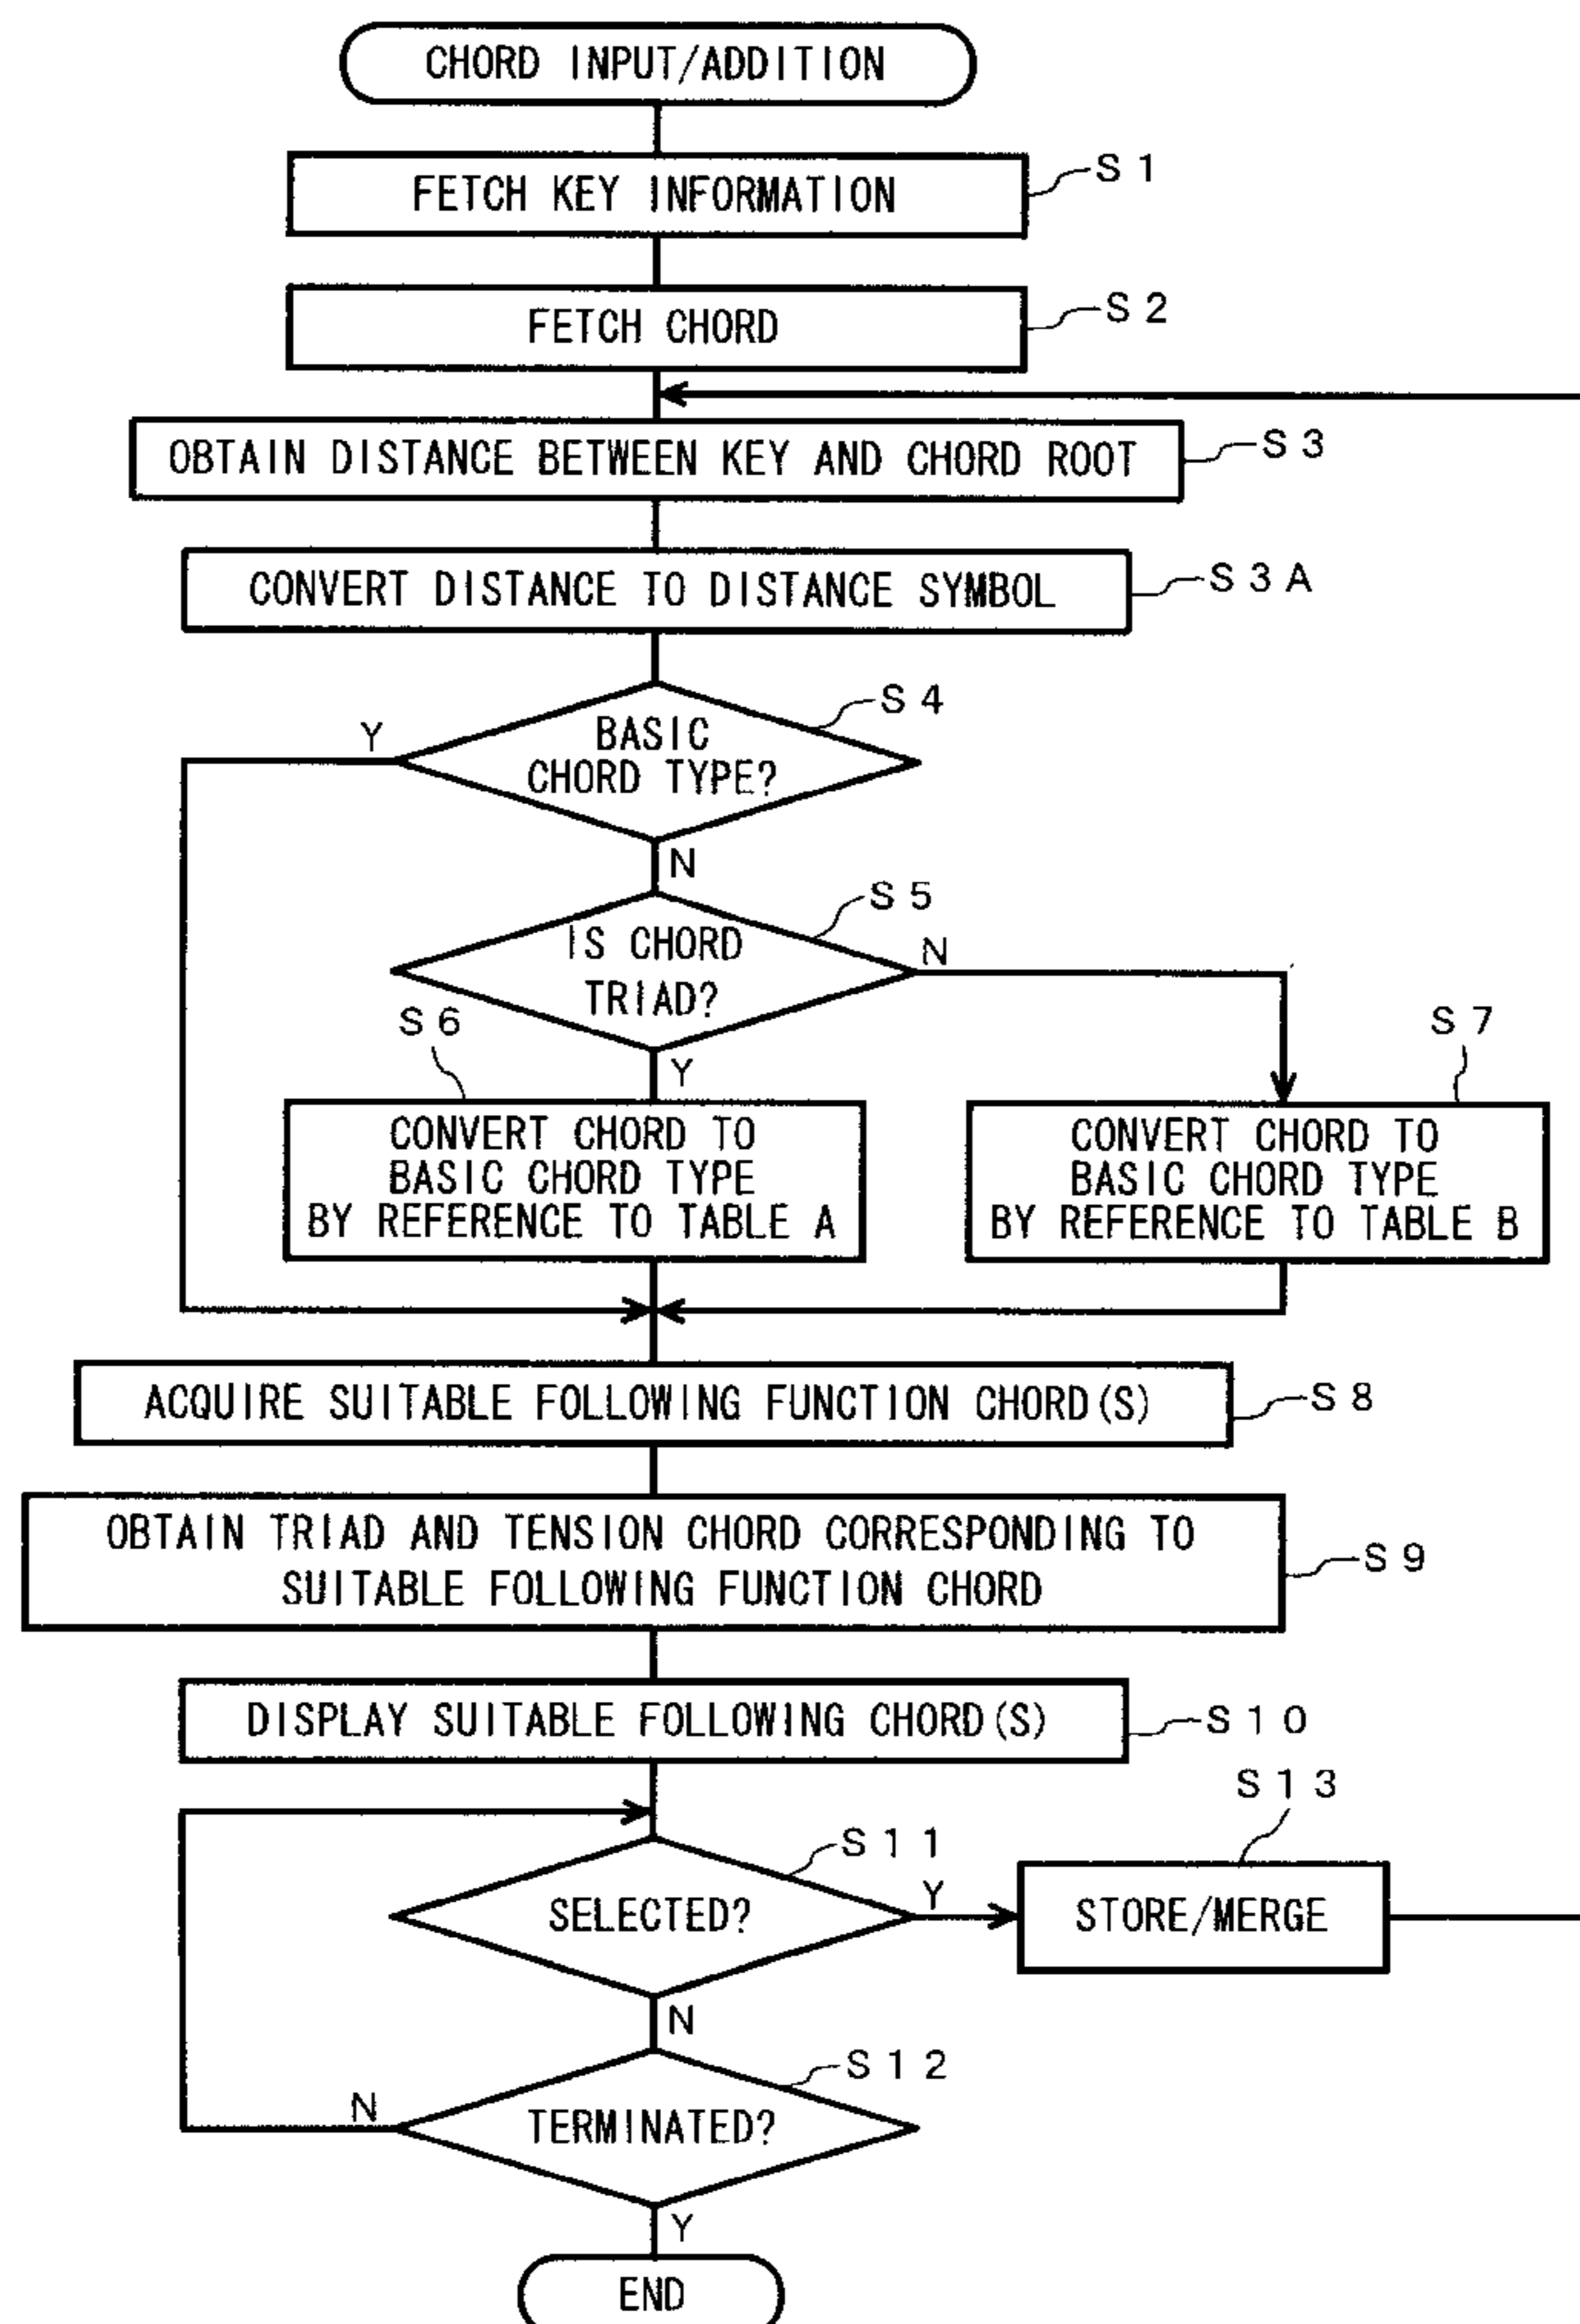 CHORD INPUT/ADDITION
FETCH KEY INFORMATION
S1
FETCH CHORD
S2
OBTAIN DISTANCE BETWEEN KEY AND CHORD ROOT
S3
CONVERT DISTANCE TO DISTANCE SYMBOL
S3A
S4
Y
BASIC
CHORD TYPE?
N
S5
IS CHORD
TRIAD?
N
S6
Y
S7
CONVERT CHORD TO
BASIC CHORD TYPE
BY REFERENCE TO TABLE A
CONVERT CHORD TO
BASIC CHORD TYPE
BY REFERENCE TO TABLE B
ACQUIRE SUITABLE FOLLOWING FUNCTION CHORD(S)
S8
OBTAIN TRIAD AND TENSION CHORD CORRESPONDING TO
SUITABLE FOLLOWING FUNCTION CHORD
S9
DISPLAY SUITABLE FOLLOWING CHORD(S)
S10
S13
S11
SELECTED?
Y
STORE/MERGE
N
S12
N
TERMINATED?
Y
END